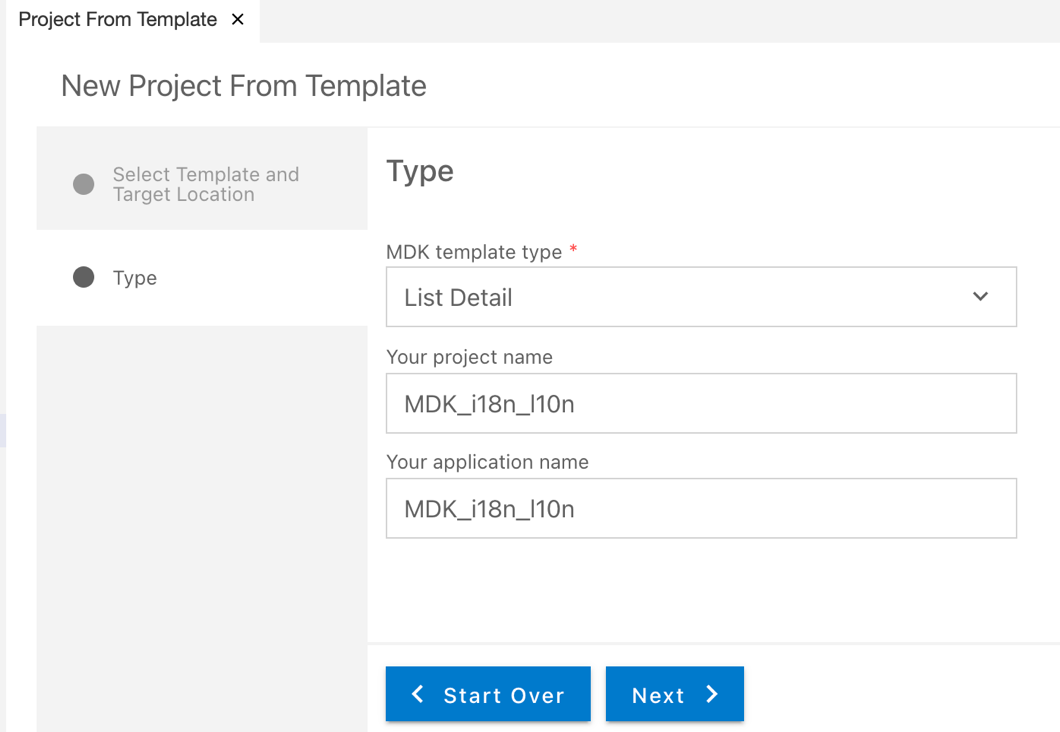 Project From Template ×
New Project From Template
Select Template and
Target Location
Type
Type
MDK template type *
List Detail
Your project name
MDK_i18n_l10n
Your application name
MDK_i18n_l10n
Start Over
Next